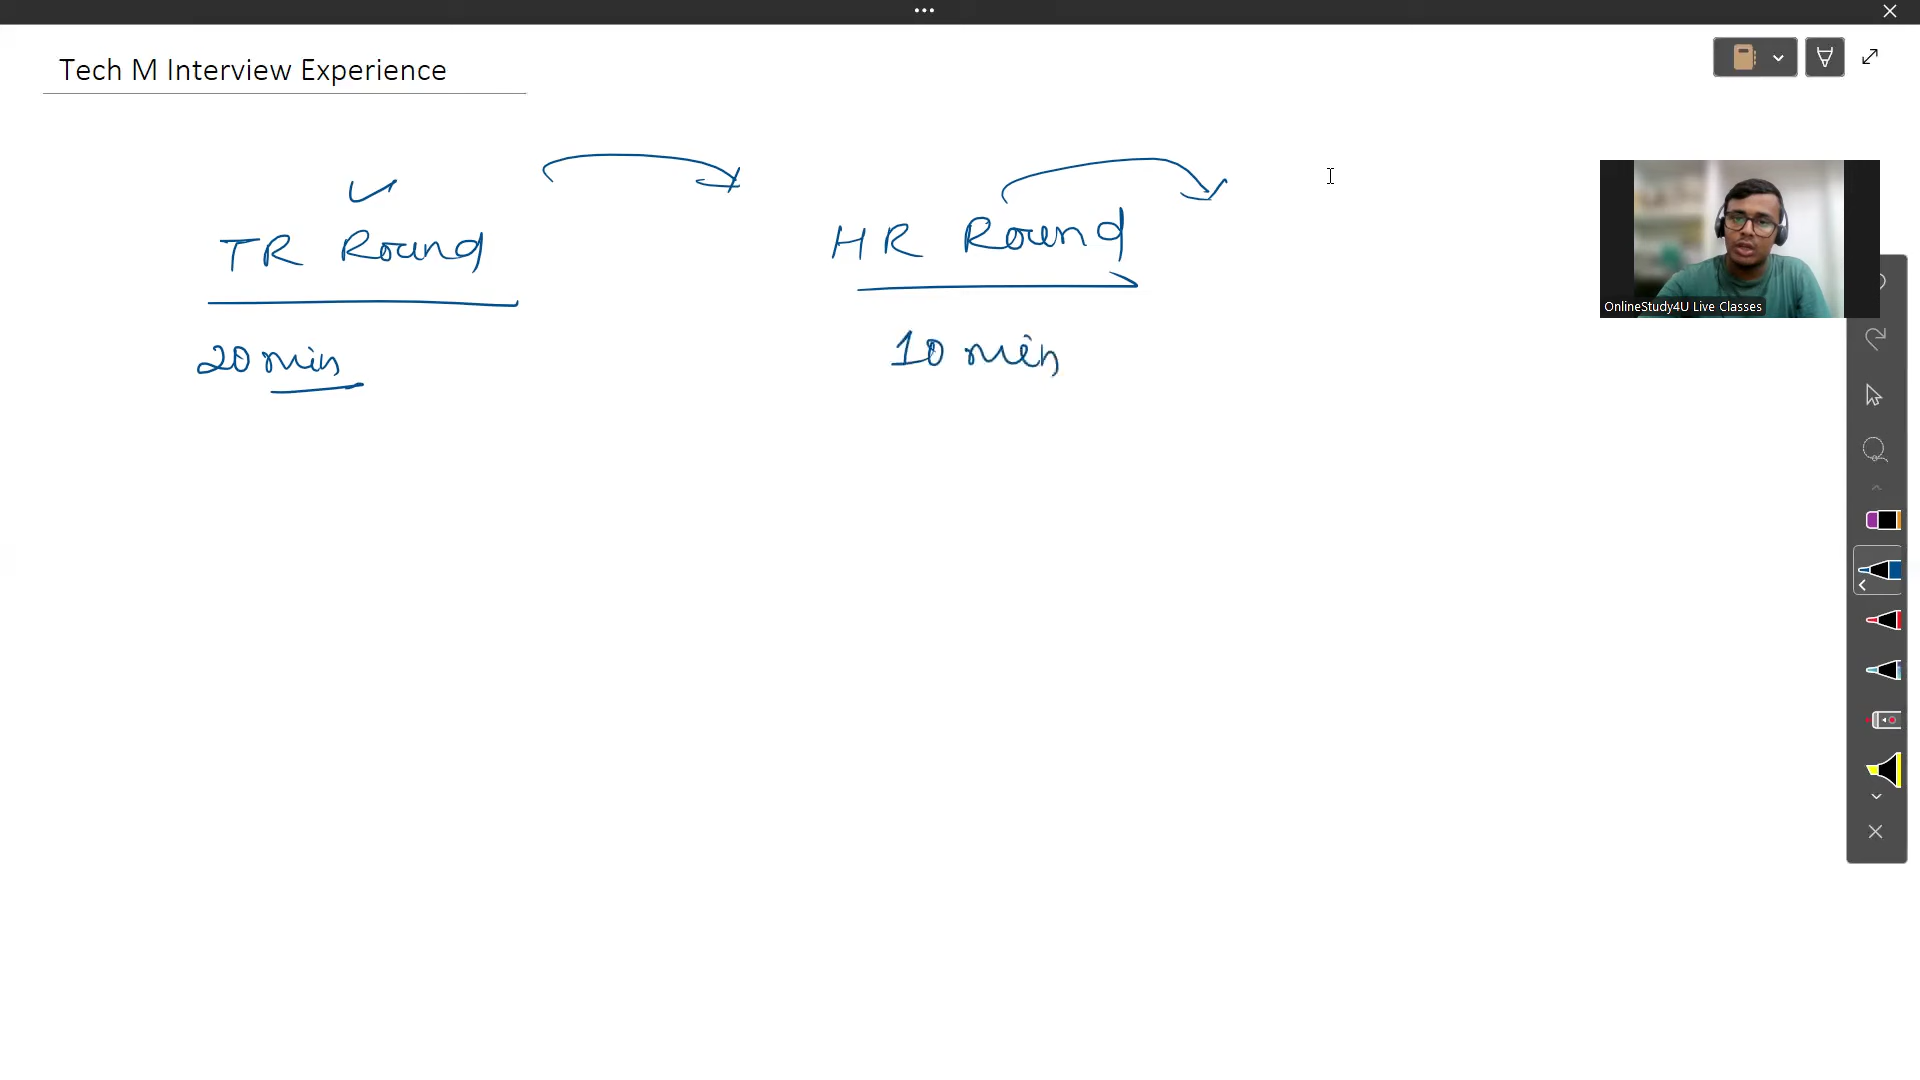 Tech M Interview Experience
TR Round
HR Round
20 min
10 min
OnlineStudy4U Live Classes